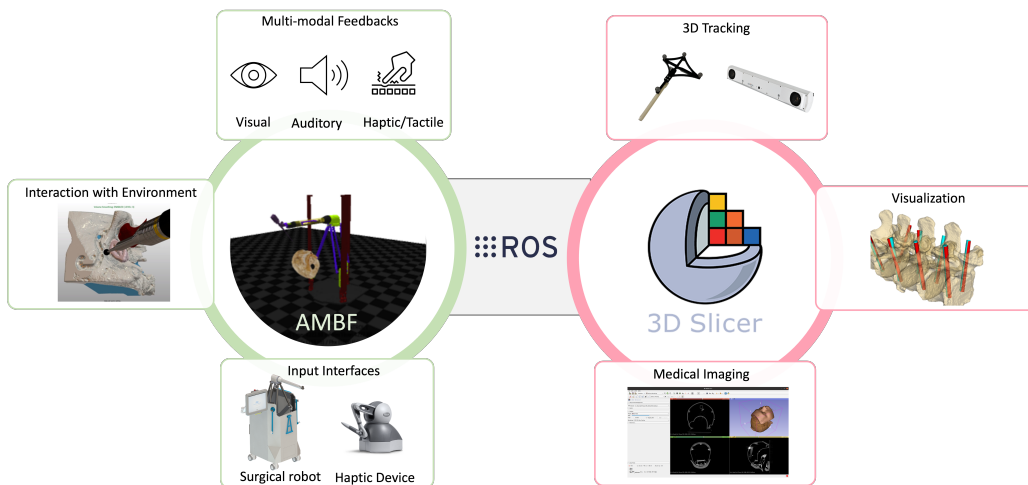 Multi-modal Feedbacks
Visual
Auditory
Haptic/Tactile
3D Tracking
Interaction with Environment
Visualization
AMBF
ROS
3D Slicer
Input Interfaces
Surgical robot
Haptic Device
Medical Imaging